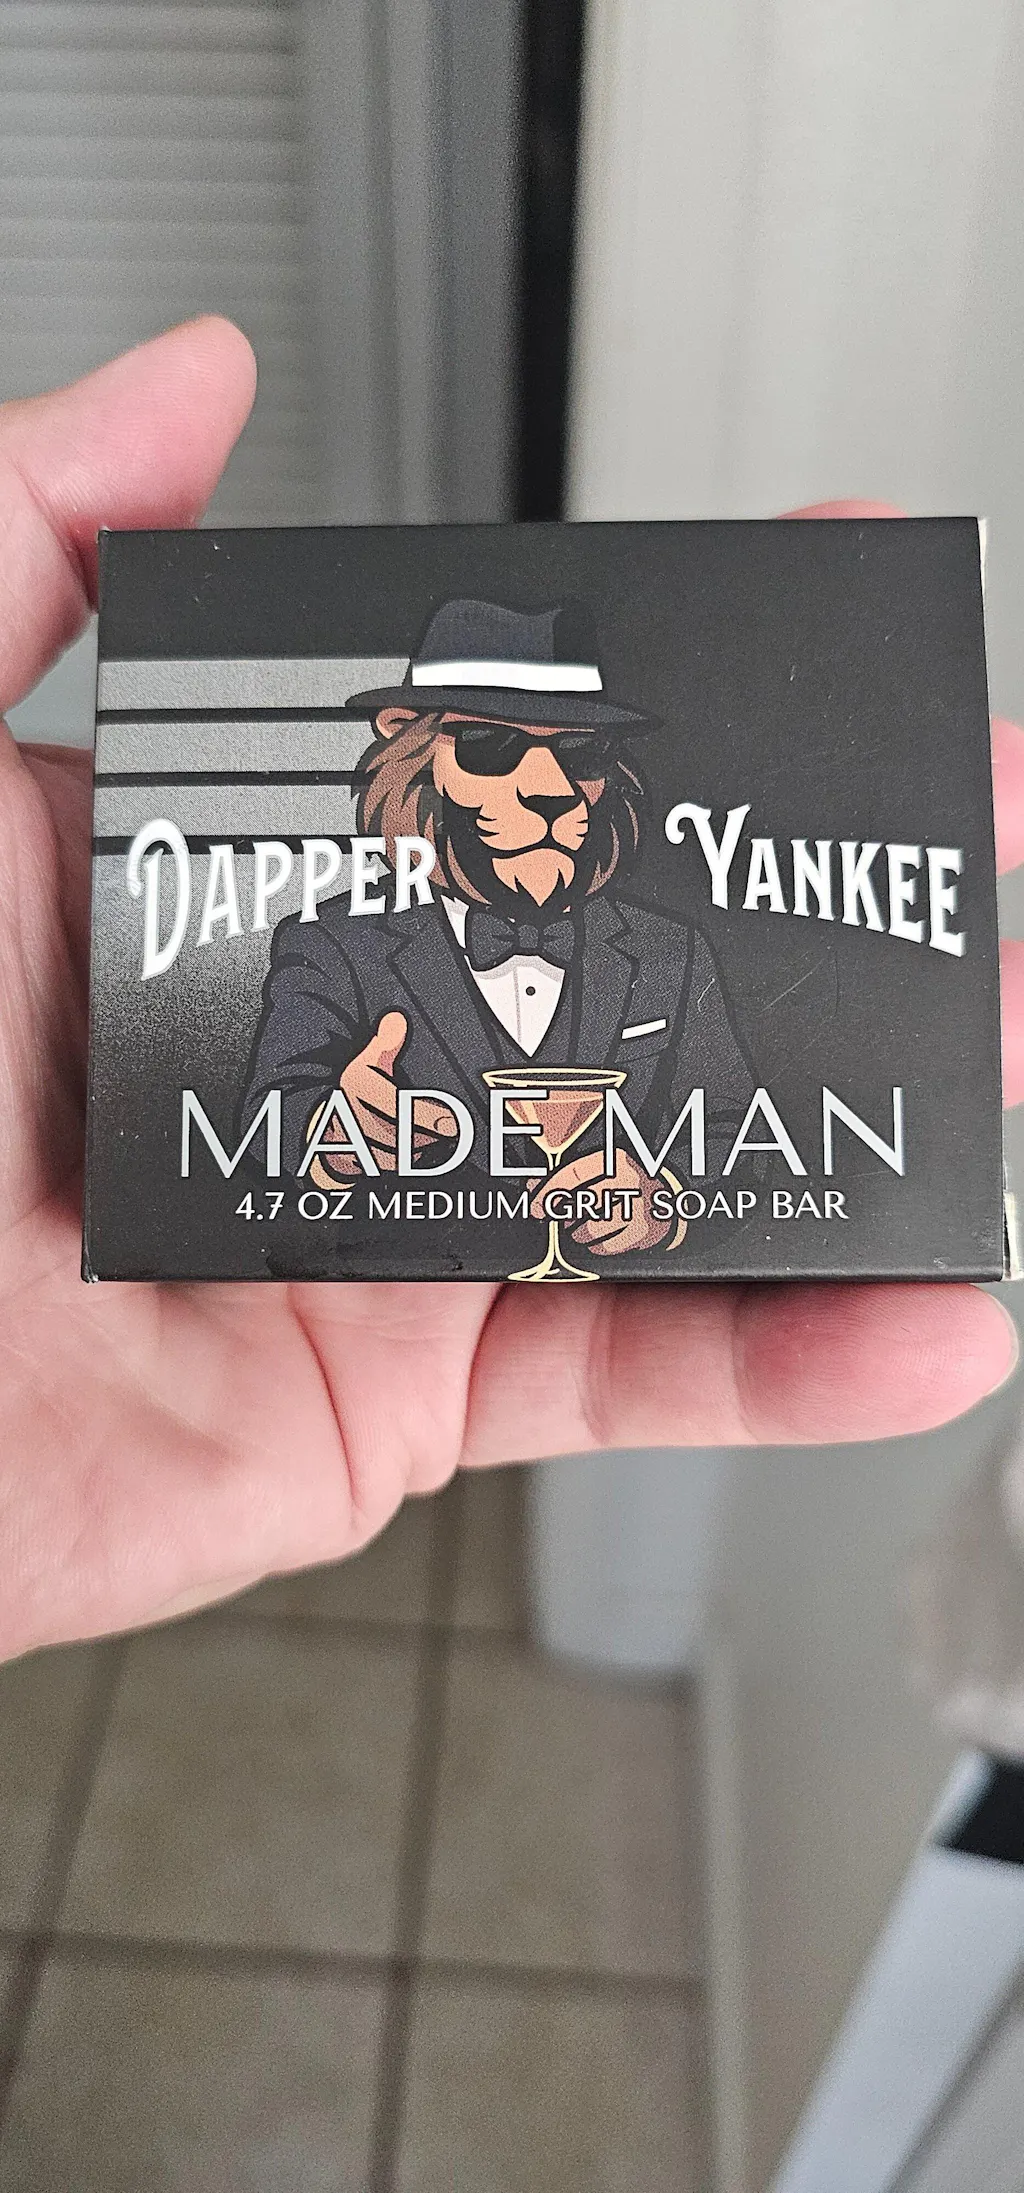 DAPPER YANKEE
MADE MAN
4.7 OZ MEDIUM GRIT SOAP BAR